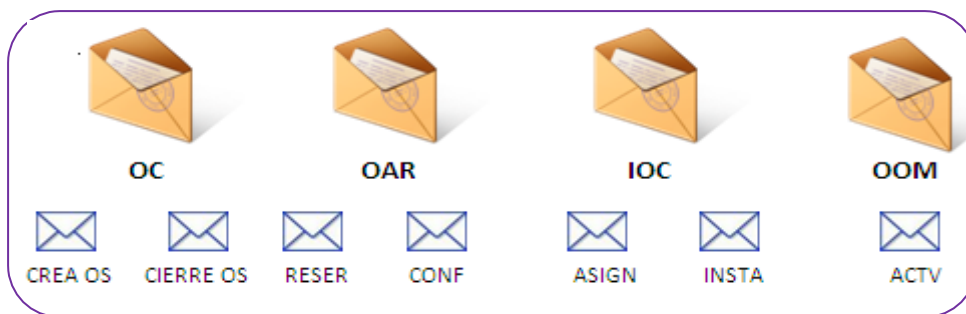 OC OAR IOC OOM
CREA OS CIERRE OS RESER CONF ASIGN INSTA ACTV